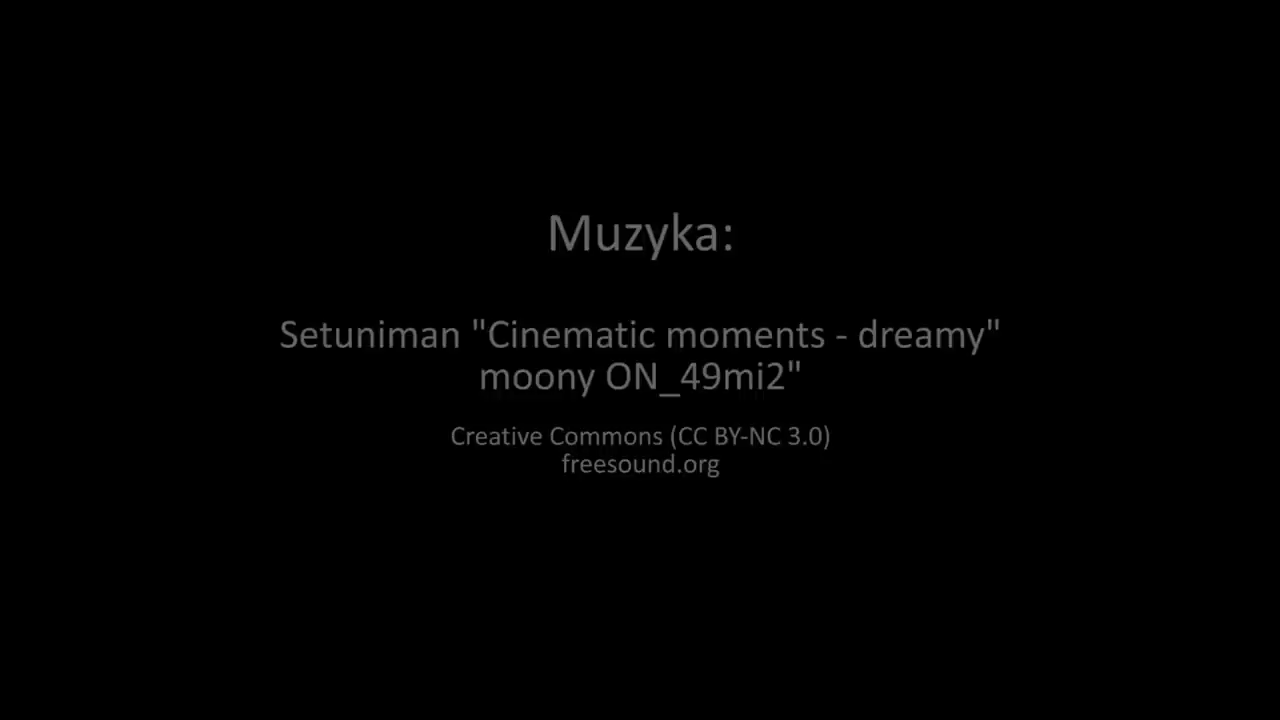 Muzyka:
Setuniman "Cinematic moments - dreamy"
moony ON_49mi2"
Creative Commons (CC BY-NC 3.0)
freesound.org